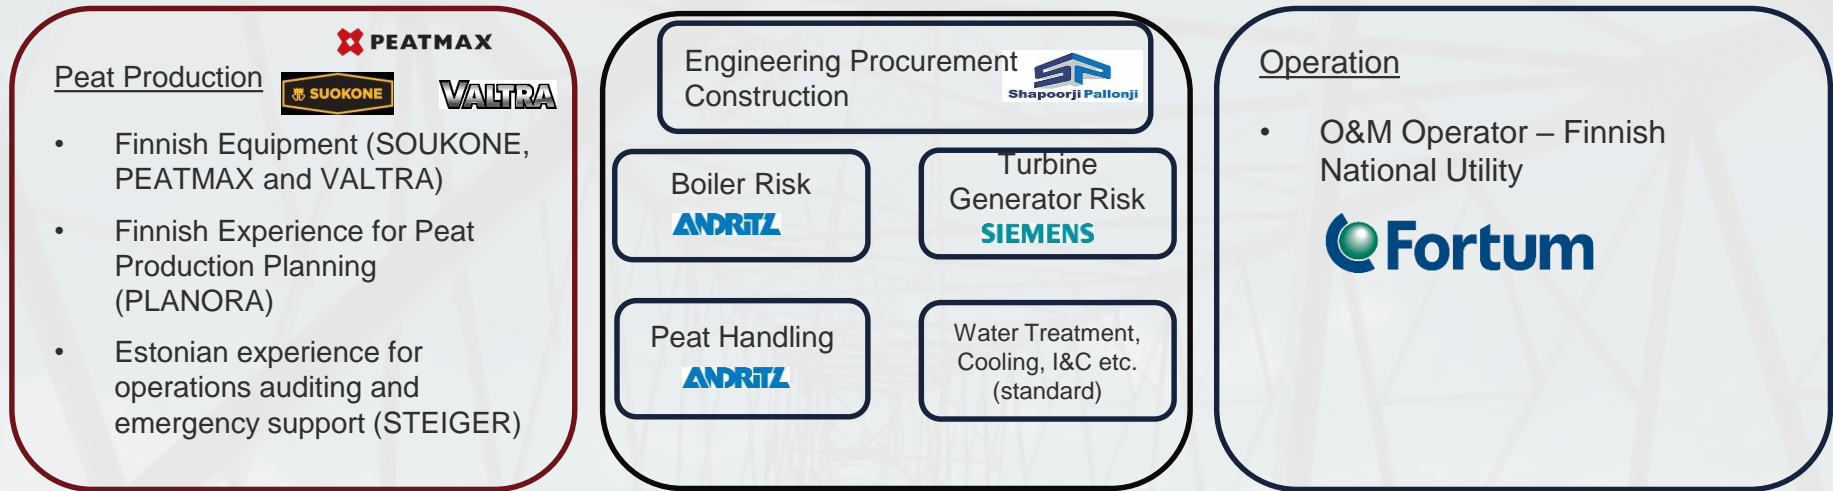 PEATMAX
Peat Production
SUOKONE
VALTRA
• Finnish Equipment (SOUKONE,
PEATMAX and VALTRA)
• Finnish Experience for Peat
Production Planning
(PLANORA)
• Estonian experience for
operations auditing and
emergency support (STEIGER)
Engineering Procurement
Construction
SP
Shapoorji Pallonji
Boiler Risk
ANDRITZ
Turbine
Generator Risk
SIEMENS
Peat Handling
ANDRITZ
Water Treatment,
Cooling, I&C etc.
(standard)
Operation
• O&M Operator – Finnish
National Utility
Fortum